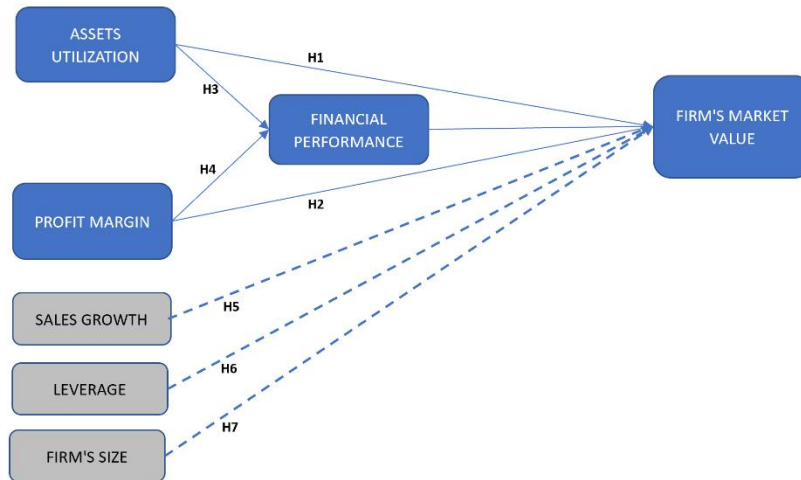 ASSETS
UTILIZATION
H1
H3
FINANCIAL
PERFORMANCE
FIRM'S MARKET
VALUE
H4
H2
PROFIT MARGIN
SALES GROWTH
H5
LEVERAGE
H6
H7
FIRM'S SIZE